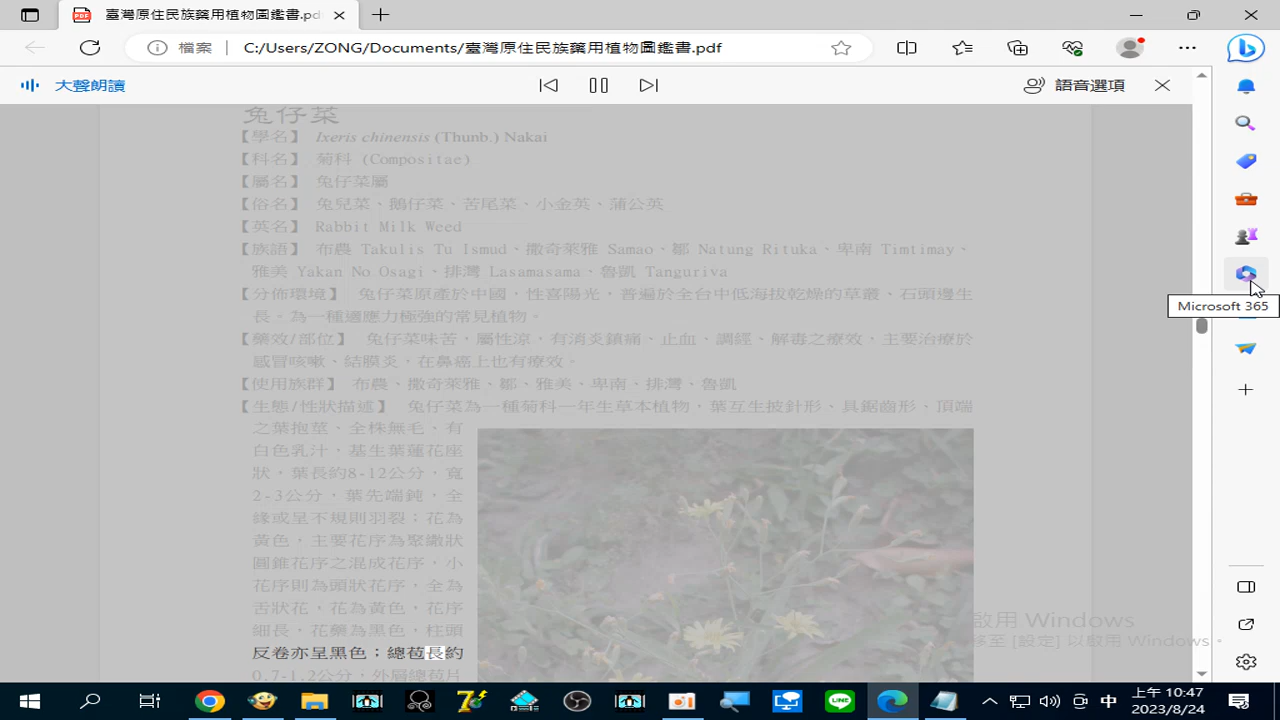 臺灣原住民族藥用植物圖鑑書.pd
檔案
C:/Users/ZONG/Documents/臺灣原住民族藥用植物圖鑑書.pdf
大聲朗讀
語音選項
兔仔菜
【學名】 Ixeris chinensis (Thunb.) Nakai
【科名】 菊科 (Compositae)
【屬名】 兔仔菜屬
【俗名】 兔兒菜、鵝仔菜、苦尾菜、小金英、蒲公英
【英名】 Rabbit Milk Weed
【族語】 布農 Takulis Tu Ismud、撒奇萊雅 Samao、鄒 Natung Rituka、卑南 Timtimay、
雅美 Yakan No Osagi、排灣 Lasamasama、魯凱 Tanguriva
【分佈環境】 兔仔菜原產於中國，性喜陽光，普遍於全台中低海拔乾燥的草叢，石頭邊生
長。為一種適應力極強的常見植物。
【藥效/部位】 兔仔菜味苦，屬性涼，有消炎鎮痛、止血、調經、解毒之療效，主要治療於
感冒咳嗽、結膜炎，在鼻癌上也有療效。
【使用族群】 布農、撒奇萊雅、鄒、雅美、卑南、排灣、魯凱
【生態/性狀描述】 兔仔菜為一種菊科一年生草本植物，葉互生披針形、具鋸齒形、頂端
之葉抱莖、全株無毛，有
白色乳汁，基生葉蓮花座
狀，葉長約8-12公分，寬
2-3公分，葉先端鈍，全
緣或呈不規則羽裂；花為
黃色，主要花序為聚繖狀
圓錐花序之混成花序，小
花序則為頭狀花序，全為
舌狀花，花為黃色，花序
細長，花藥為黑色，柱頭
反卷亦呈黑色；總苞長約
0.7-1.2公分，外層總苞片
Microsoft 365
啟用 Windows
移至 [設定] 以啟用 Windows。
中
上午 10:47
2023/8/24